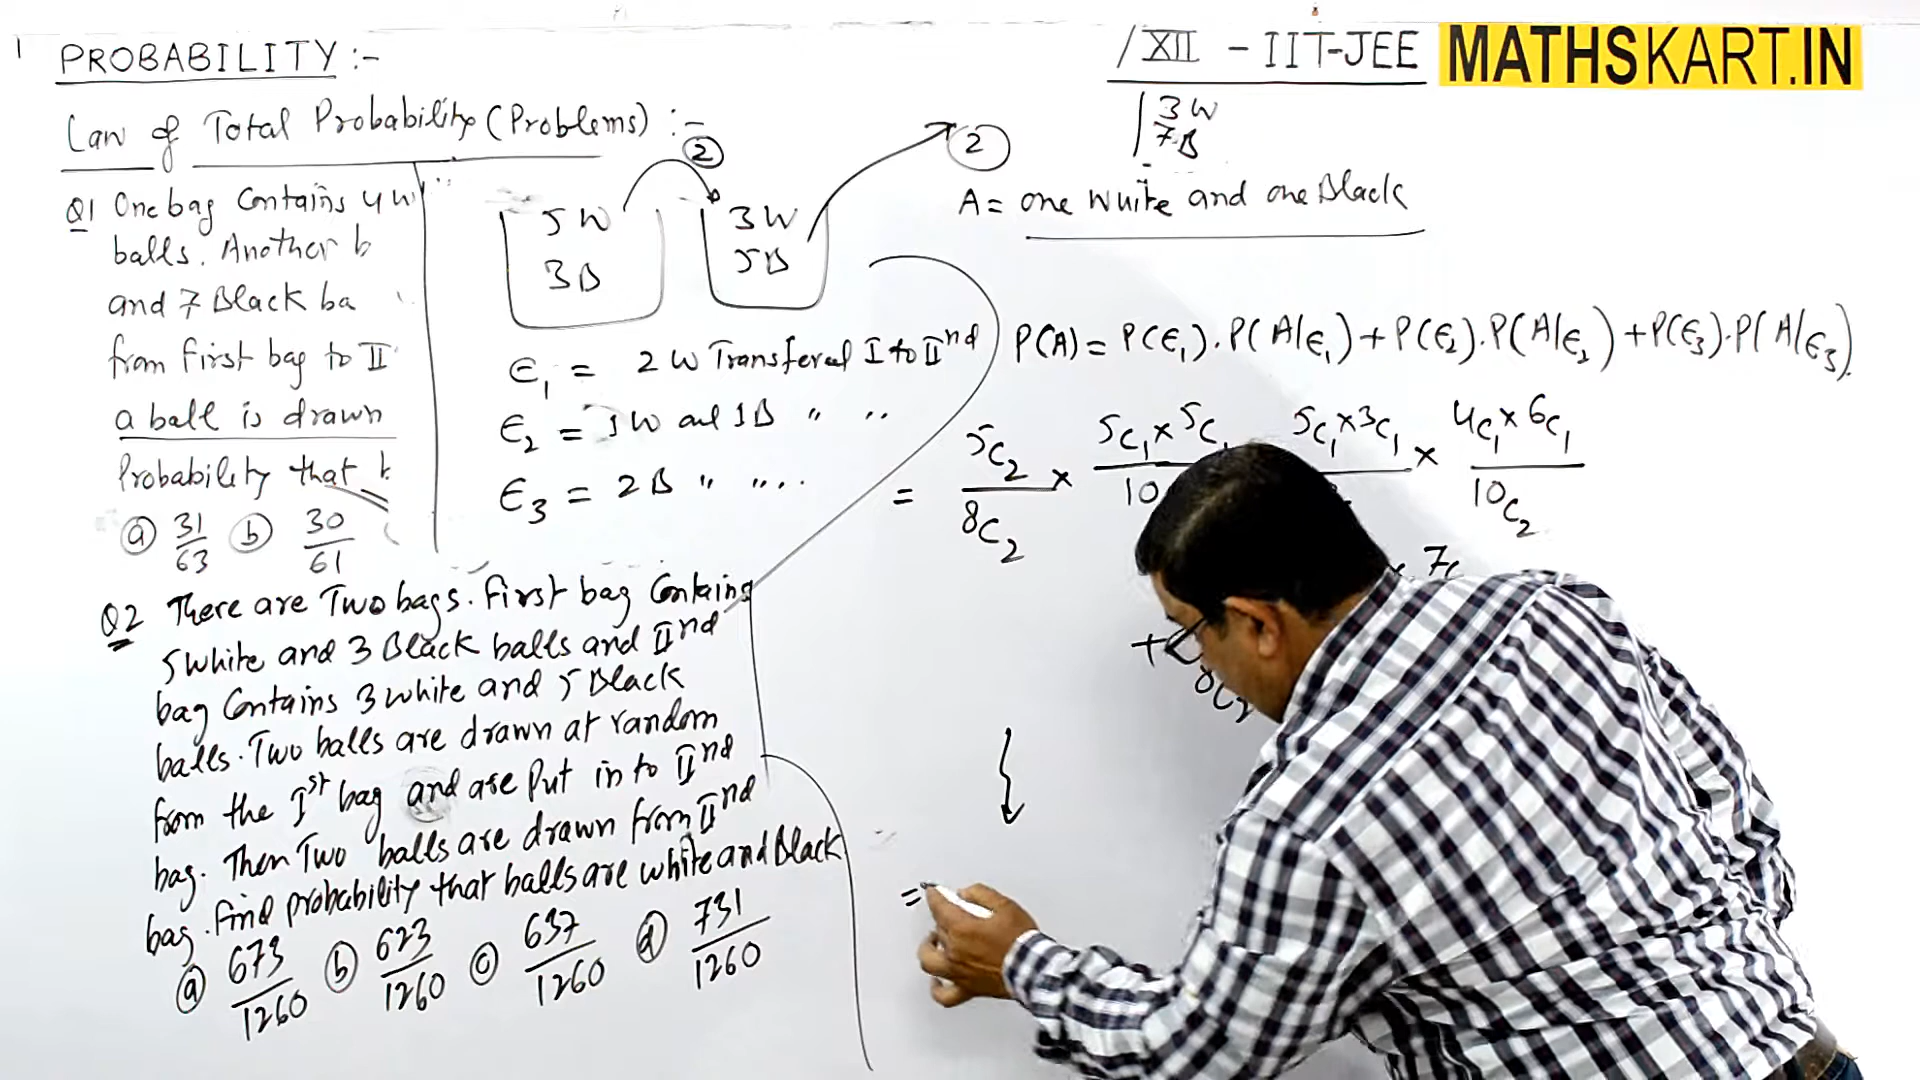 PROBABILITY :-
/XII - IIT-JEE
MATHSKART.IN
Law of Total Probability (Problems) :-
3W
7B
2
2
A = one white and one Black
Q1 One bag Contains 4 W
balls. Another b
and 7 Black ba
from first bag to II
a ball is drawn
Probability that
a 31/63 b 30/61
5W
3B
3W
5B
E1 = 2 W Transferred I to IInd
E2 = 1 W and 1B " "
E3 = 2B " "
P(A) = P(E1).P(A/E1) + P(E2).P(A/E2) + P(E3).P(A/E3).
= 5C2/8C2 × 5C1 × 5C1/10 5C1 × 3C1 × 4C1 × 6C1/10C2
+ 8C2
=
Q2 There are Two bags. First bag Contains
5 white and 3 Black balls and IInd
bag Contains 3 white and 5 Black
balls. Two balls are drawn at random
from the Ist bag and are Put in to IInd
bag. Then Two balls are drawn from IInd
bag. Find probability that balls are white and Black
a 673/1260 b 623/1260 c 637/1260 d 731/1260